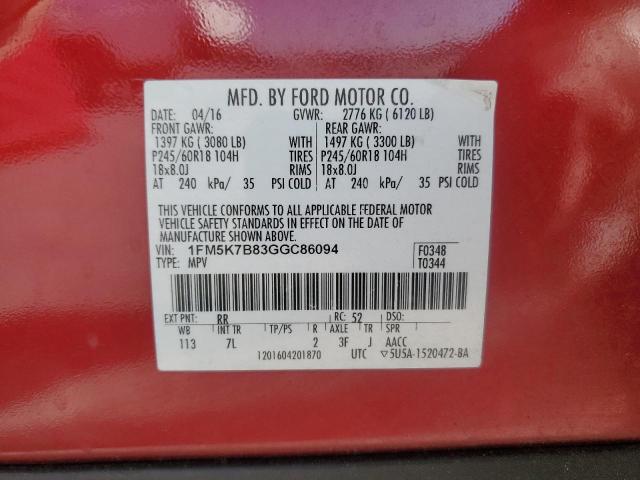 MFD. BY FORD MOTOR CO.
DATE: 04/16 GVWR: 2776 KG ( 6120 LB)
FRONT GAWR: REAR GAWR:
1397 KG ( 3080 LB) WITH 1497 KG ( 3300 LB) WITH
P245/60R18 104H TIRES P245/60R18 104H TIRES
18x8.0J RIMS 18x8.0J RIMS
AT 240 kPa/ 35 PSI COLD AT 240 kPa/ 35 PSI COLD
THIS VEHICLE CONFORMS TO ALL APPLICABLE FEDERAL MOTOR
VEHICLE SAFETY STANDARDS IN EFFECT ON THE DATE OF
MANUFACTURE SHOWN ABOVE.
VIN: 1FM5K7B83GGC86094 F0348
TYPE: MPV T0344
EXT PNT: RR RC: 52 DSO:
WB INT TR TP/PS R AXLE TR SPR
113 7L 2 3F J AACC
1201604201870 UTC ▽5U5A-1520472-BA